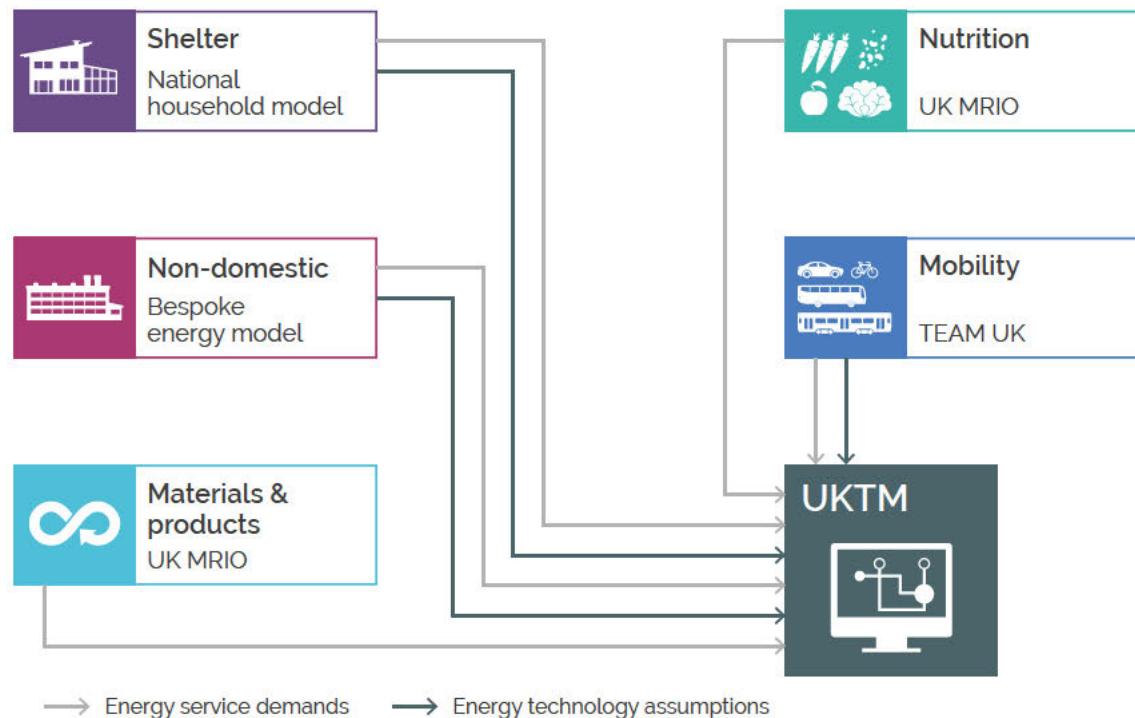 Shelter
National
household model
Nutrition
UK MRIO
Non-domestic
Bespoke
energy model
Mobility
TEAM UK
Materials &
products
UK MRIO
UKTM
Energy service demands
Energy technology assumptions